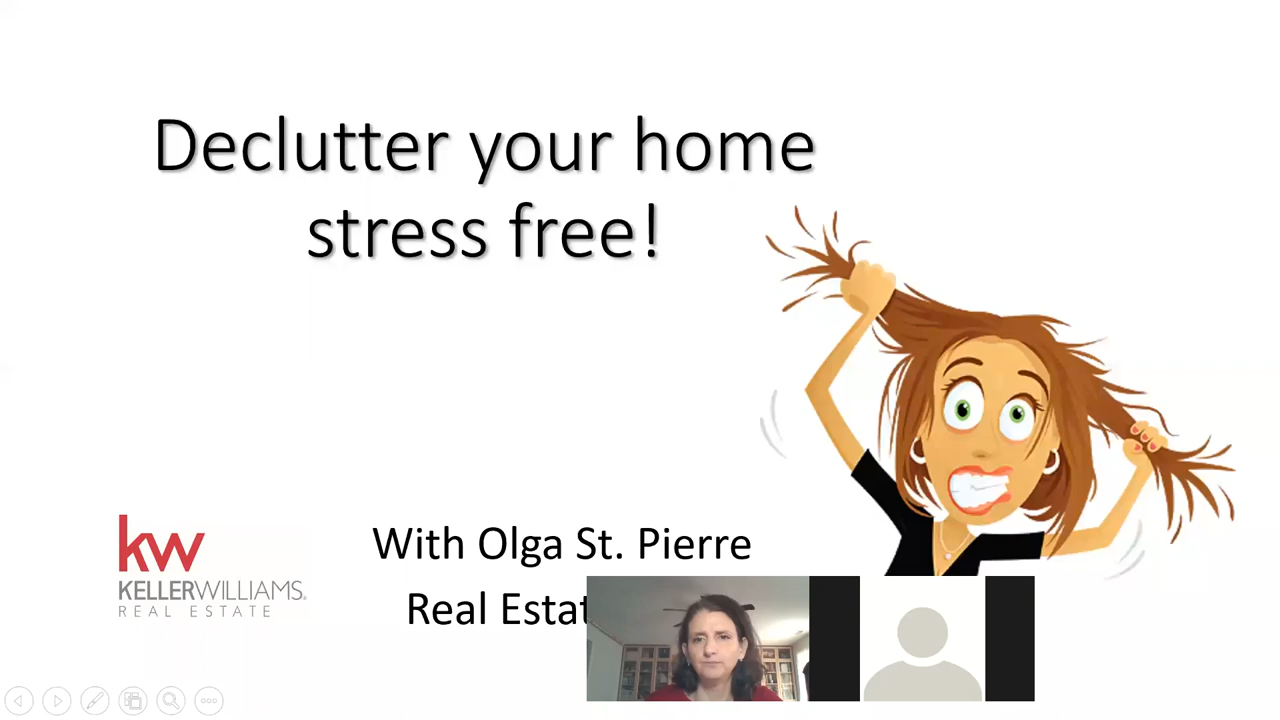 Declutter your home
stress free!
With Olga St. Pierre
kw
KELLERWILLIAMS®
REAL ESTATE
Real Estat